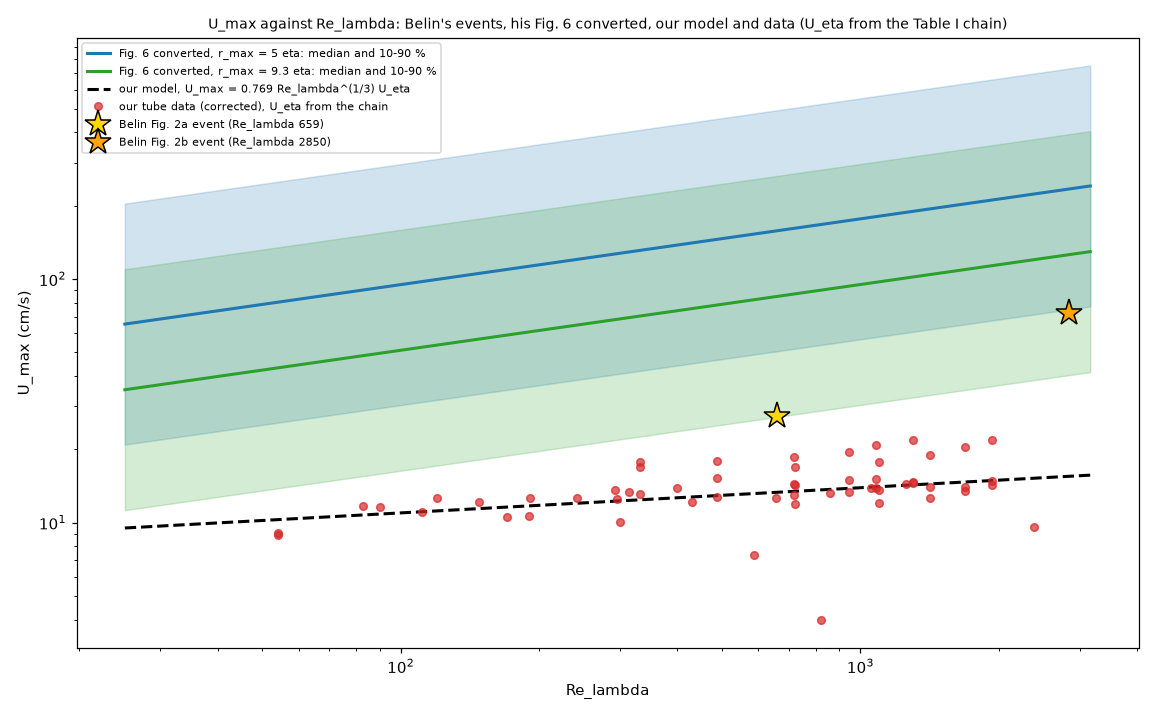 U_max against Re_lambda: Belin's events, his Fig. 6 converted, our model and data (U_eta from the Table I chain)
Fig. 6 converted, r_max = 5 eta: median and 10-90 %
Fig. 6 converted, r_max = 9.3 eta: median and 10-90 %
our model, U_max = 0.769 Re_lambda^(1/3) U_eta
our tube data (corrected), U_eta from the chain
Belin Fig. 2a event (Re_lambda 659)
Belin Fig. 2b event (Re_lambda 2850)
U_max (cm/s)
10²
10¹
10²
10³
Re_lambda